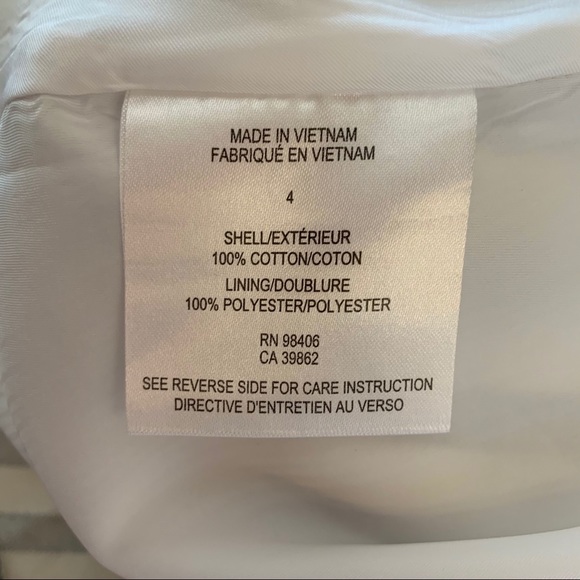 MADE IN VIETNAM
FABRIQUÉ EN VIETNAM
4
SHELL/EXTÉRIEUR
100% COTTON/COTON
LINING/DOUBLURE
100% POLYESTER/POLYESTER
RN 98406
CA 39862
SEE REVERSE SIDE FOR CARE INSTRUCTION
DIRECTIVE D'ENTRETIEN AU VERSO